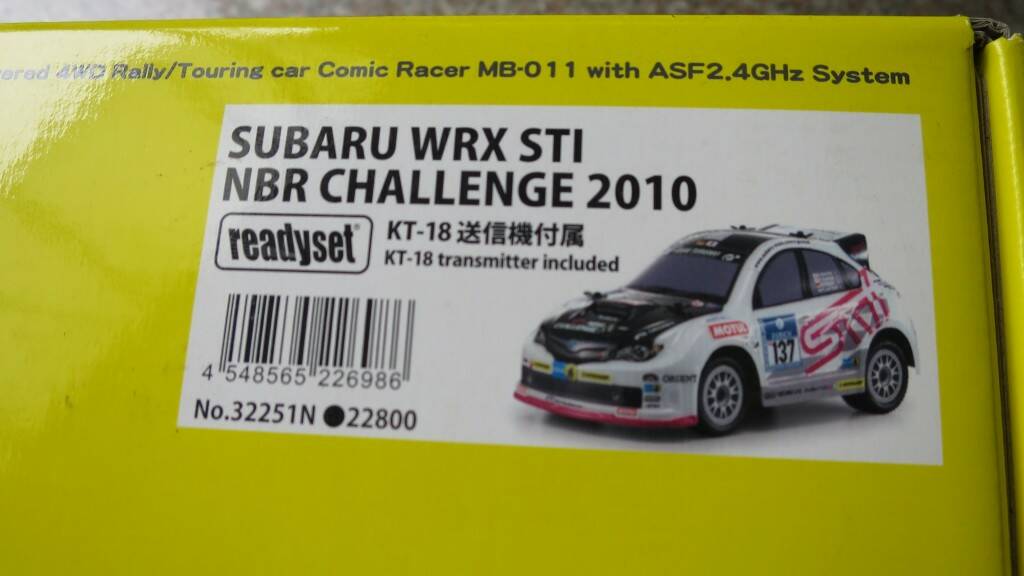 4WD Rally/Touring car Comic Racer MB-011 with ASF2.4GHz System
SUBARU WRX STI
NBR CHALLENGE 2010
readyset
KT-18 送信機付属
KT-18 transmitter included
4 548565 226986
No.32251N ●22800
MOTUL
137
STI
ORIENT